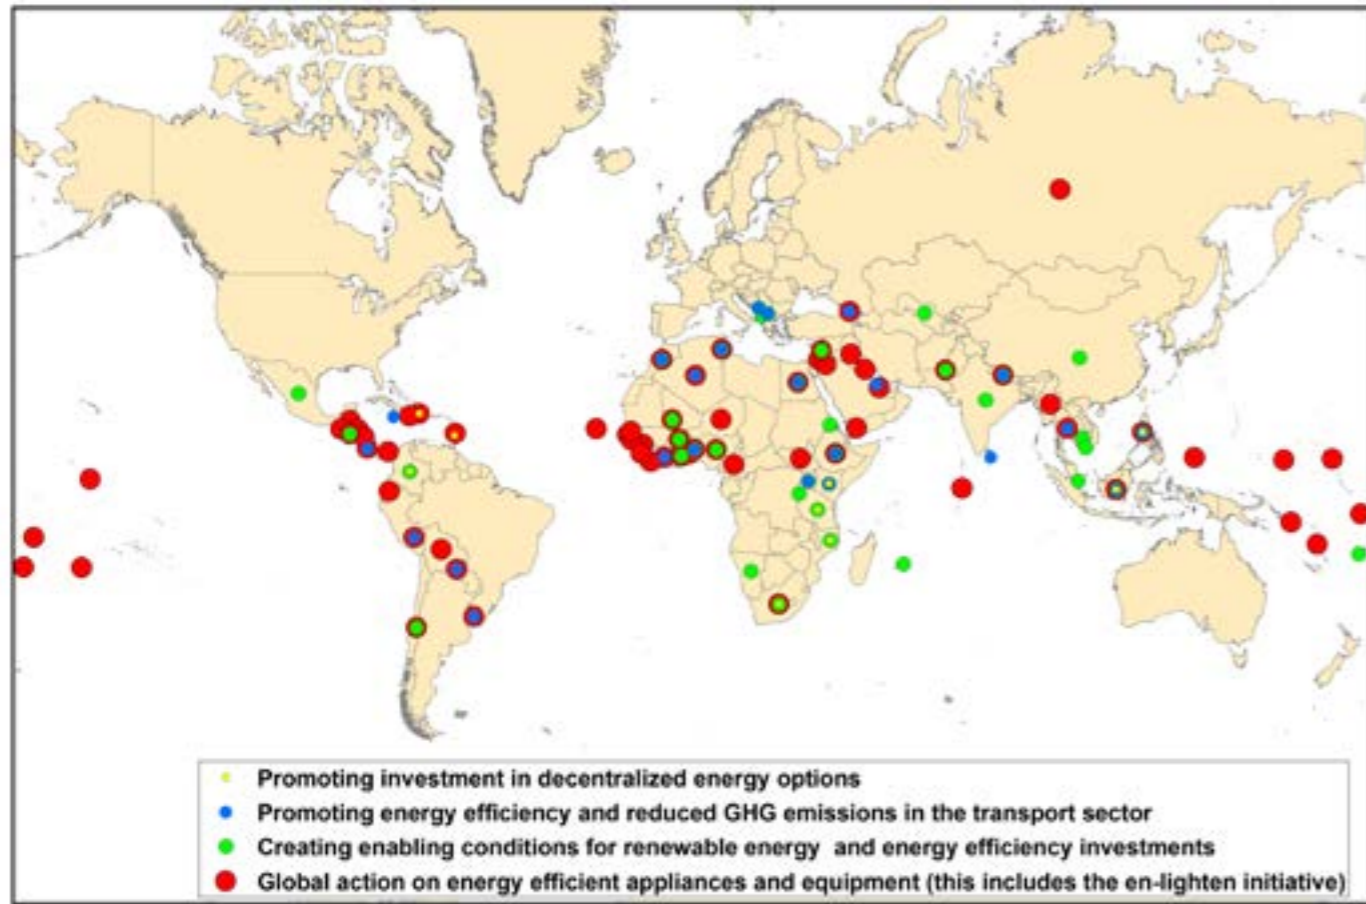 Promoting investment in decentralized energy options
Promoting energy efficiency and reduced GHG emissions in the transport sector
Creating enabling conditions for renewable energy and energy efficiency investments
Global action on energy efficient appliances and equipment (this includes the en-lighten initiative)